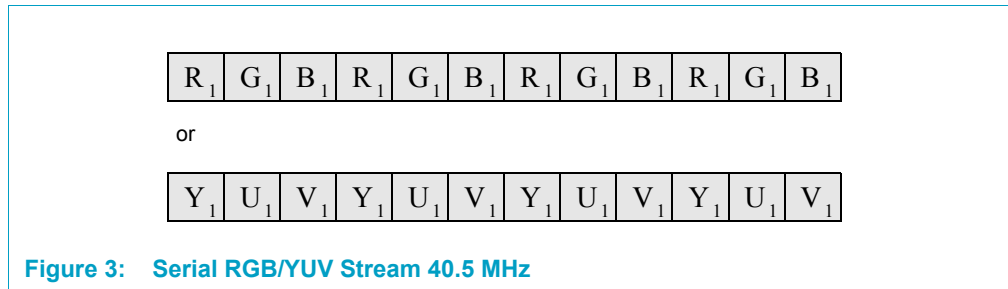 R₁ G₁ B₁ R₁ G₁ B₁ R₁ G₁ B₁ R₁ G₁ B₁
or
Y₁ U₁ V₁ Y₁ U₁ V₁ Y₁ U₁ V₁ Y₁ U₁ V₁
Figure 3: Serial RGB/YUV Stream 40.5 MHz